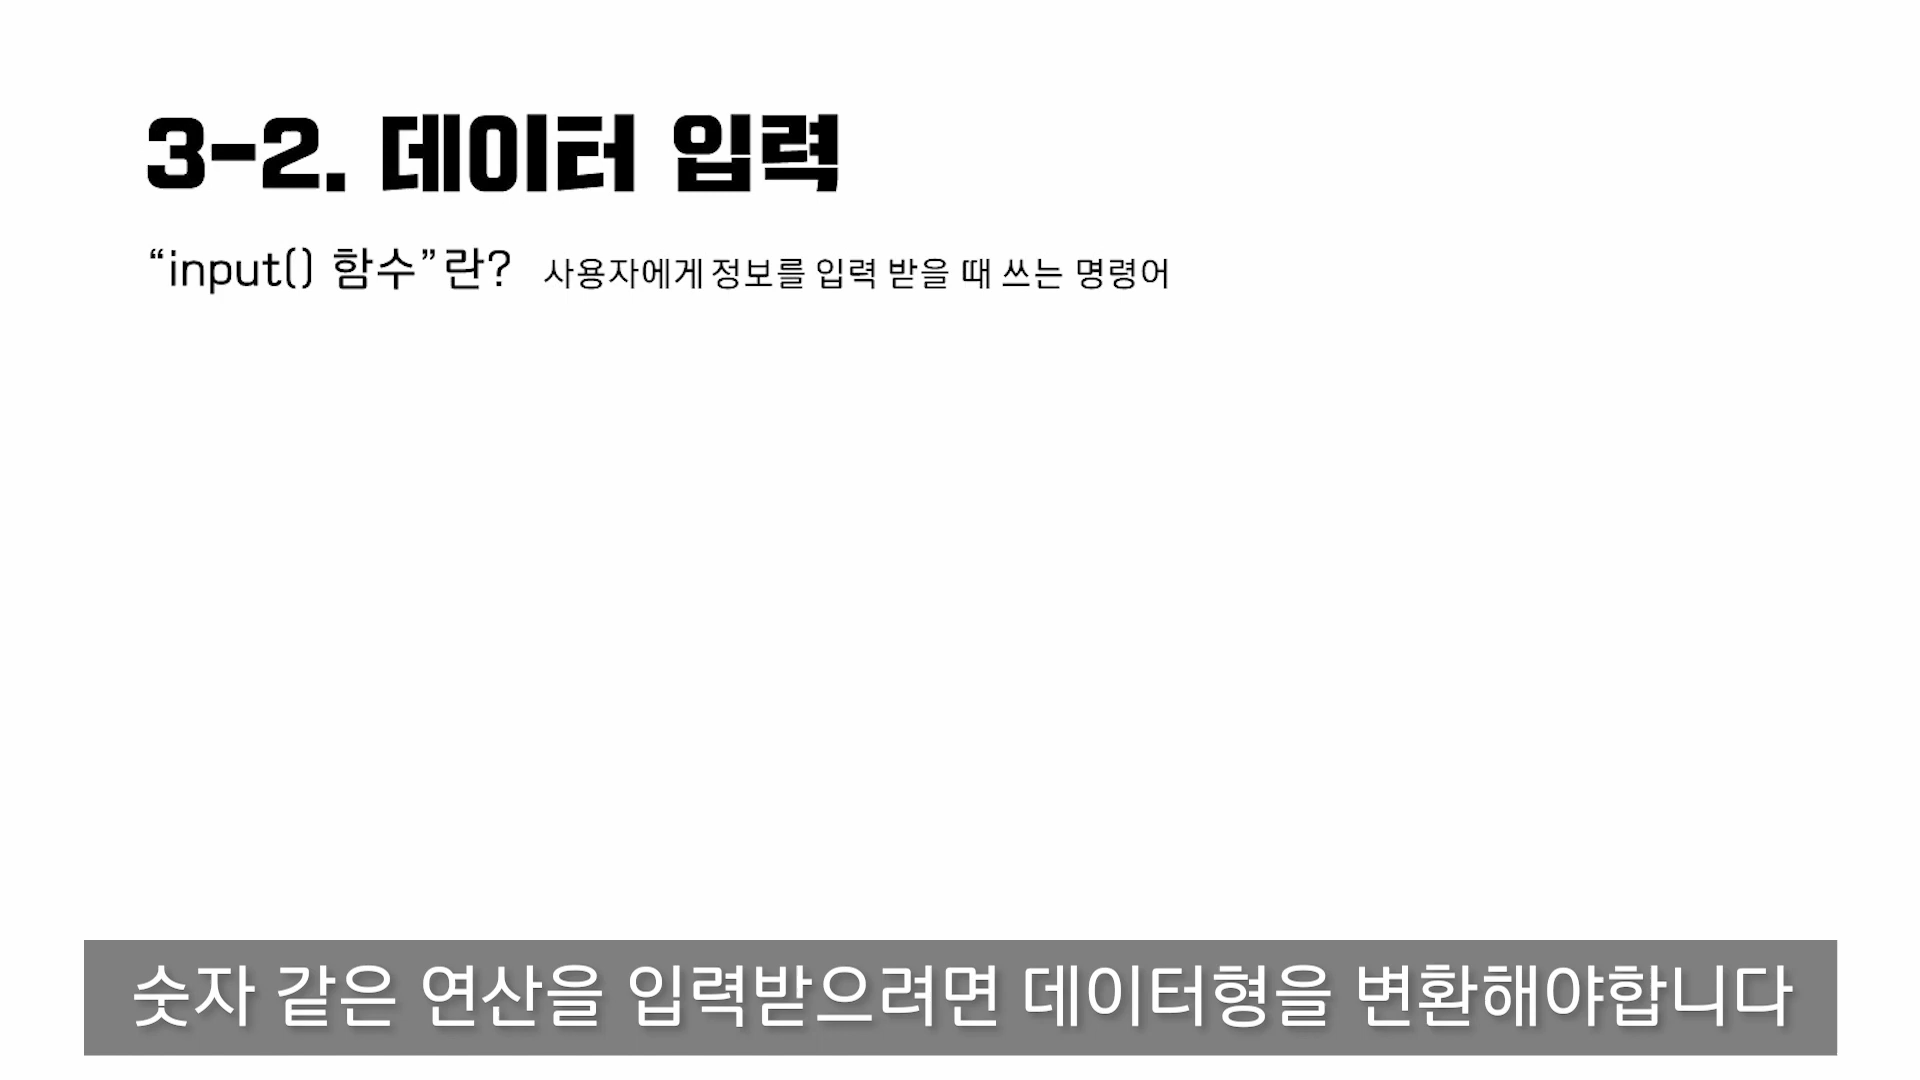 3-2. 데이터 입력
“input() 함수”란? 사용자에게 정보를 입력 받을 때 쓰는 명령어
숫자 같은 연산을 입력받으려면 데이터형을 변환해야합니다